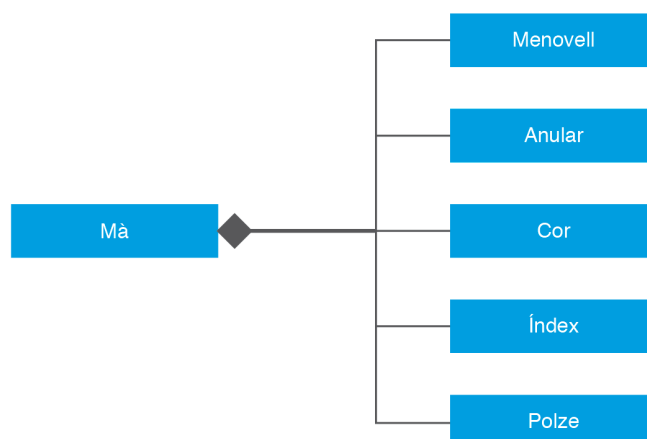 Menovell
Anular
Mà
Cor
Índex
Polze